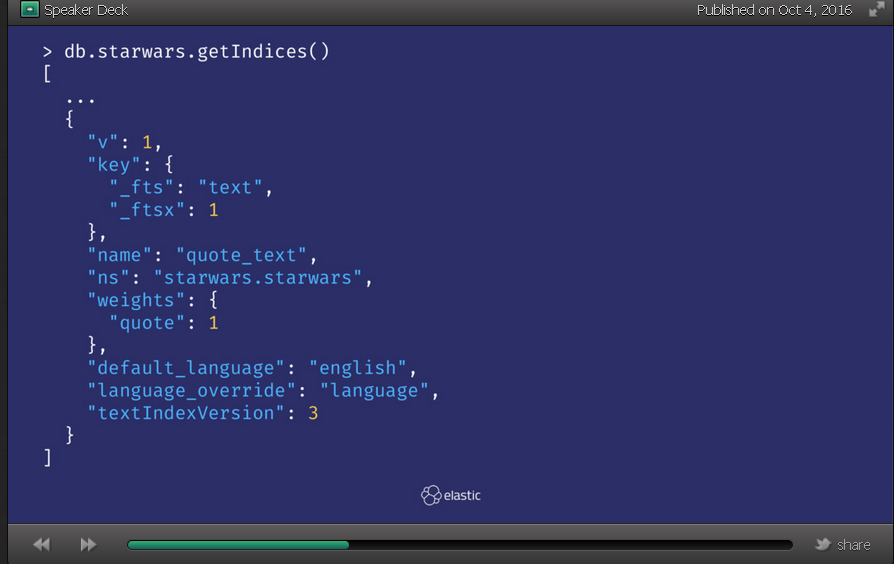 Speaker Deck
Published on Oct 4, 2016
> db.starwars.getIndices()
[
  ...
  {
    "v": 1,
    "key": {
      "_fts": "text",
      "_ftsx": 1
    },
    "name": "quote_text",
    "ns": "starwars.starwars",
    "weights": {
      "quote": 1
    },
    "default_language": "english",
    "language_override": "language",
    "textIndexVersion": 3
  }
]
elastic
share